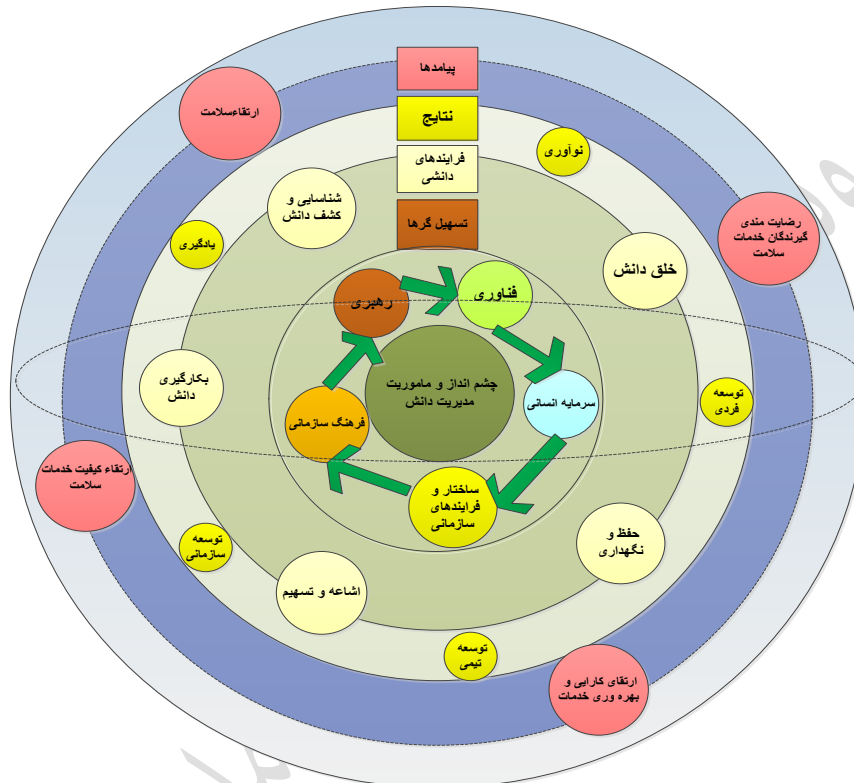 پیامدها
نتایج
فرایندهای
دانشی
تسهیل گرها
ارتقاءسلامت
نوآوری
شناسایی و
کشف دانش
یادگیری
رضایت مندی
گیرندگان خدمات
سلامت
خلق دانش
رهبری
فناوری
چشم انداز و ماموریت
مدیریت دانش
بکارگیری
دانش
فرهنگ سازمانی
سرمایه انسانی
توسعه
فردی
ارتقاء کیفیت خدمات
سلامت
ساختار و
فرایندهای
سازمانی
توسعه
سازمانی
حفظ و
نگهداری
اشاعه و تسهیم
توسعه
تیمی
ارتقای کارایی و
بهره وری خدمات